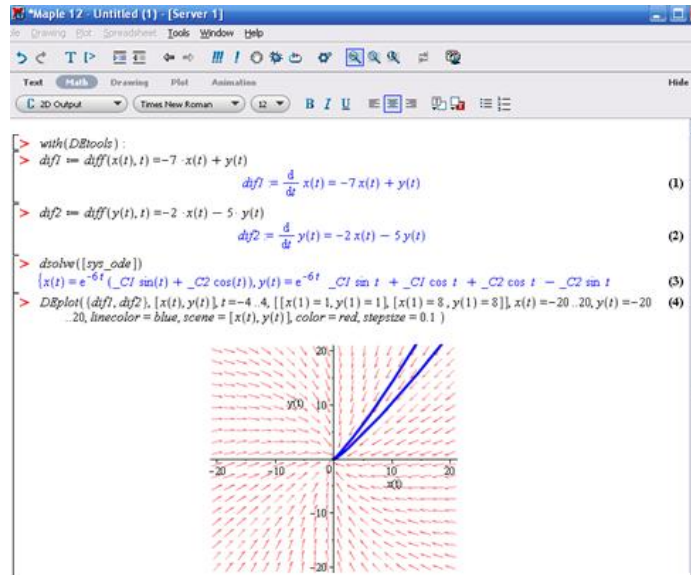 *Maple 12 - Untitled (1) - [Server 1]
Drawing Plot Spreadsheet Tools Window Help
Text Math Drawing Plot Animation Hide
C 2D Output Times New Roman 12 B I U
> with(DEtools) :
> dif1 := diff(x(t), t) = -7 · x(t) + y(t)
dif1 := d/dt x(t) = -7 x(t) + y(t) (1)
> dif2 := diff(y(t), t) = -2 · x(t) - 5 · y(t)
dif2 := d/dt y(t) = -2 x(t) - 5 y(t) (2)
> dsolve([sys_ode])
{x(t) = e^-6 t (_C1 sin(t) + _C2 cos(t)), y(t) = e^-6 t _C1 sin t + _C1 cos t + _C2 cos t - _C2 sin t (3)
> DEplot({dif1, dif2}, [x(t), y(t)], t = -4 ..4, [[x(1) = 1, y(1) = 1], [x(1) = 8, y(1) = 8]], x(t) = -20 ..20, y(t) = -20 (4)
..20, linecolor = blue, scene = [x(t), y(t)], color = red, stepsize = 0.1 )
20
y(t) 10
-20 -10 0 10 20
x(t)
-10
-20